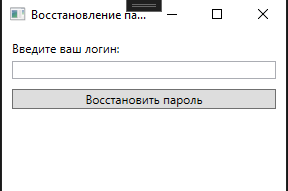 Восстановление па...
Введите ваш логин:
Восстановить пароль